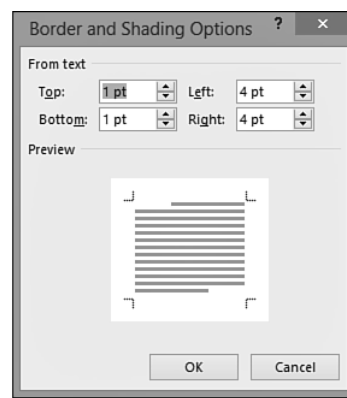 Border and Shading Options ? ×
From text
Top: 1 pt Left: 4 pt
Bottom: 1 pt Right: 4 pt
Preview
OK Cancel